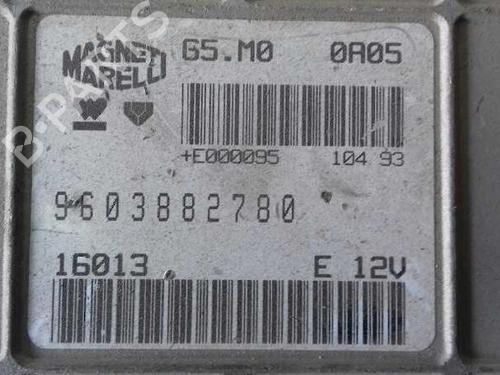 MAGNETI
MARELLI
G5.M0 0A05
+E000095 104 93
9603882780
16013 E 12V
B-PARTS